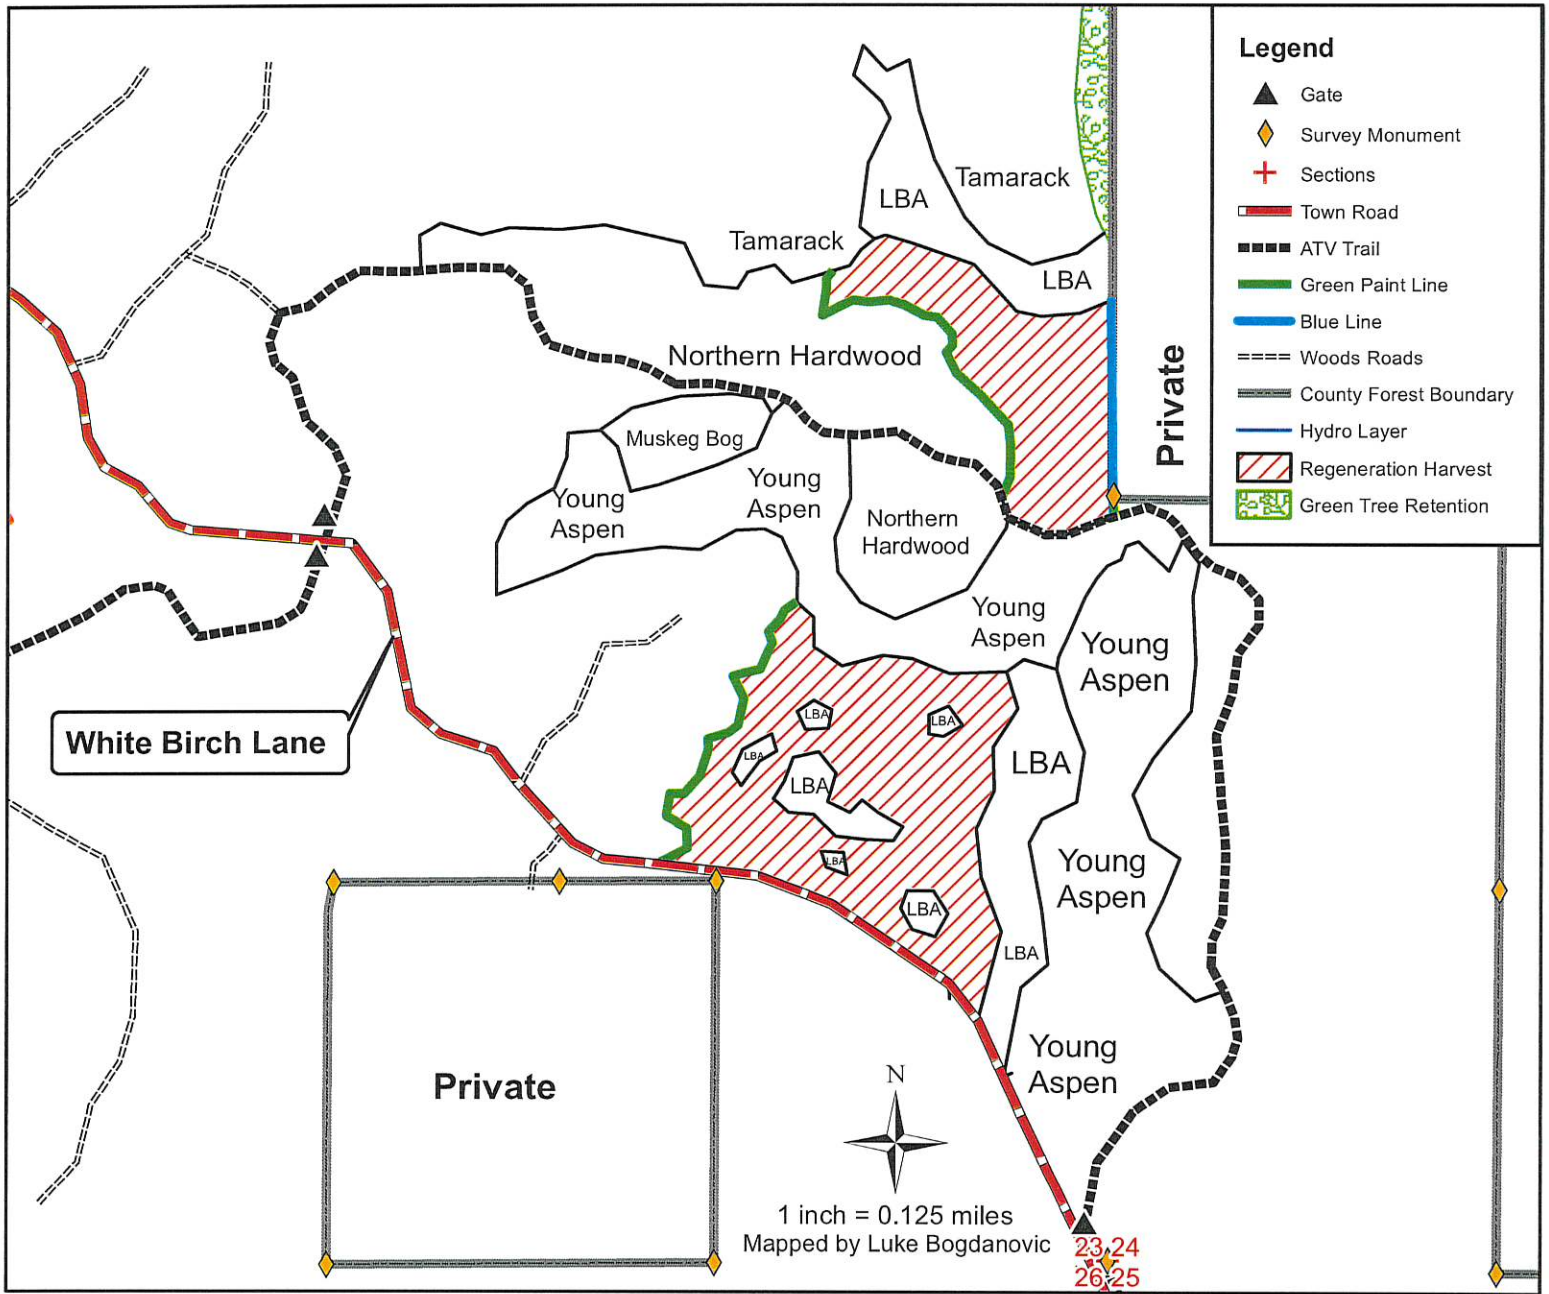 Legend
Gate
Survey Monument
Sections
Town Road
ATV Trail
Green Paint Line
Blue Line
Woods Roads
County Forest Boundary
Hydro Layer
Regeneration Harvest
Green Tree Retention
Tamarack
LBA
Tamarack
LBA
Private
Northern Hardwood
Muskeg Bog
Young
Aspen
Young
Aspen
Northern
Hardwood
Young
Aspen
Young
Aspen
White Birch Lane
LBA
LBA
LBA
LBA
LBA
LBA
LBA
Young
Aspen
LBA
Young
Aspen
Private
N
1 inch = 0.125 miles
Mapped by Luke Bogdanovic
23 24
26 25